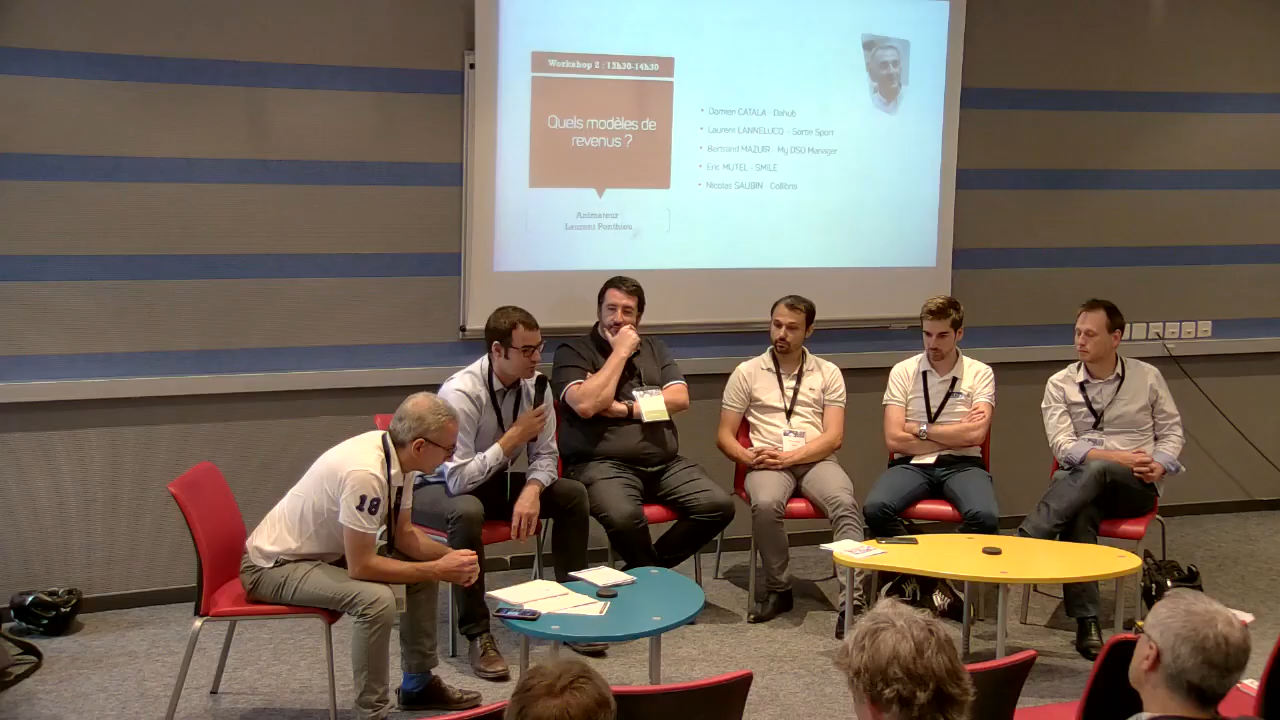 Workshop 2 : 13h30-14h30
Quels modèles de
revenus ?
• Damien CATALA - Dahub
• Laurent LANNELUCQ - Sortie Sport
• Bertrand MAZUIR - My DSO Manager
• Eric MUTEL - SMILE
• Nicolas SAUBIN - Collibris
Animateur
Laurent Ponthieu
18